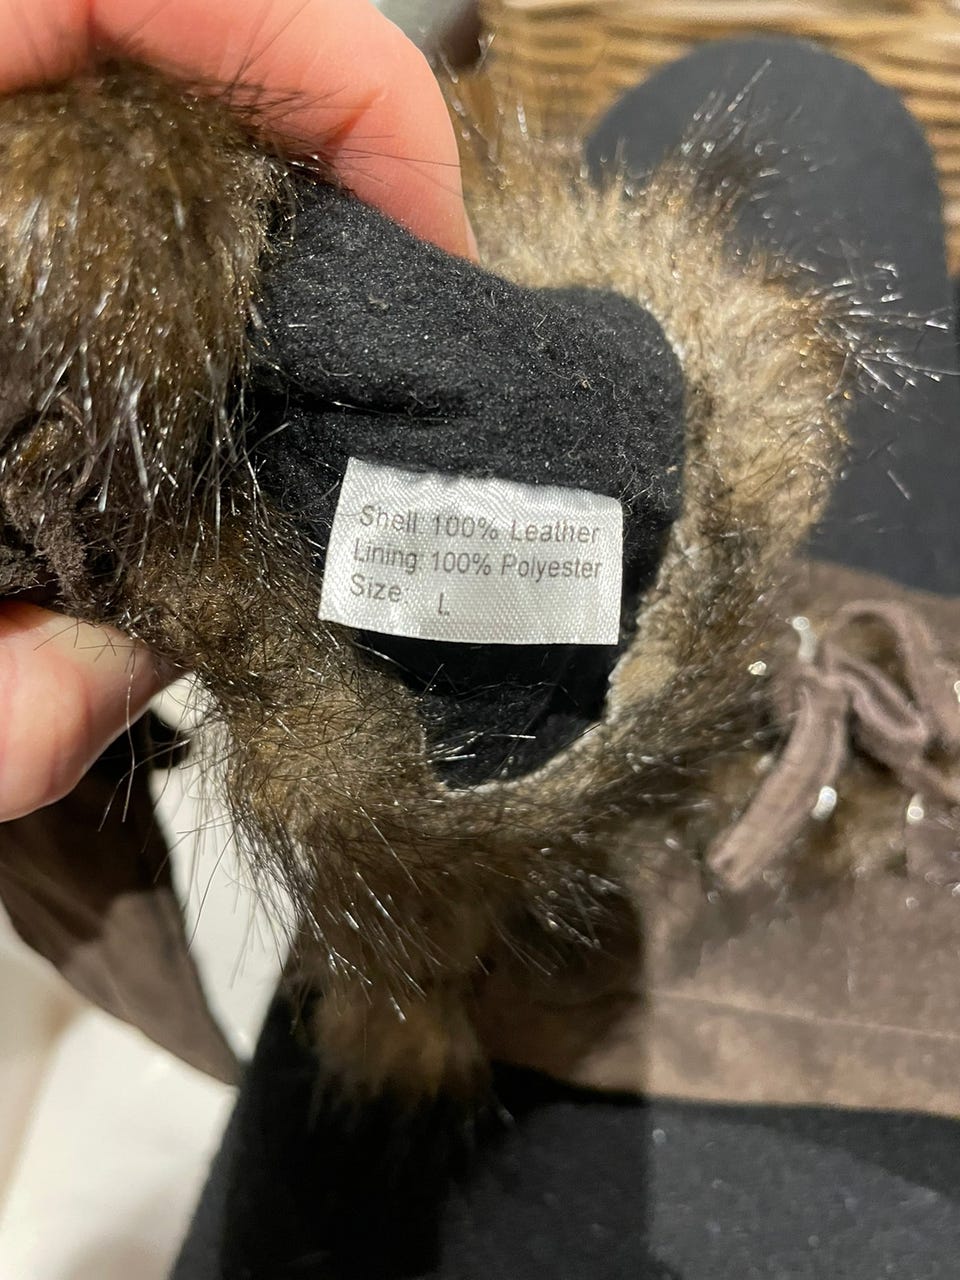 Shell: 100% Leather
Lining: 100% Polyester
Size: L